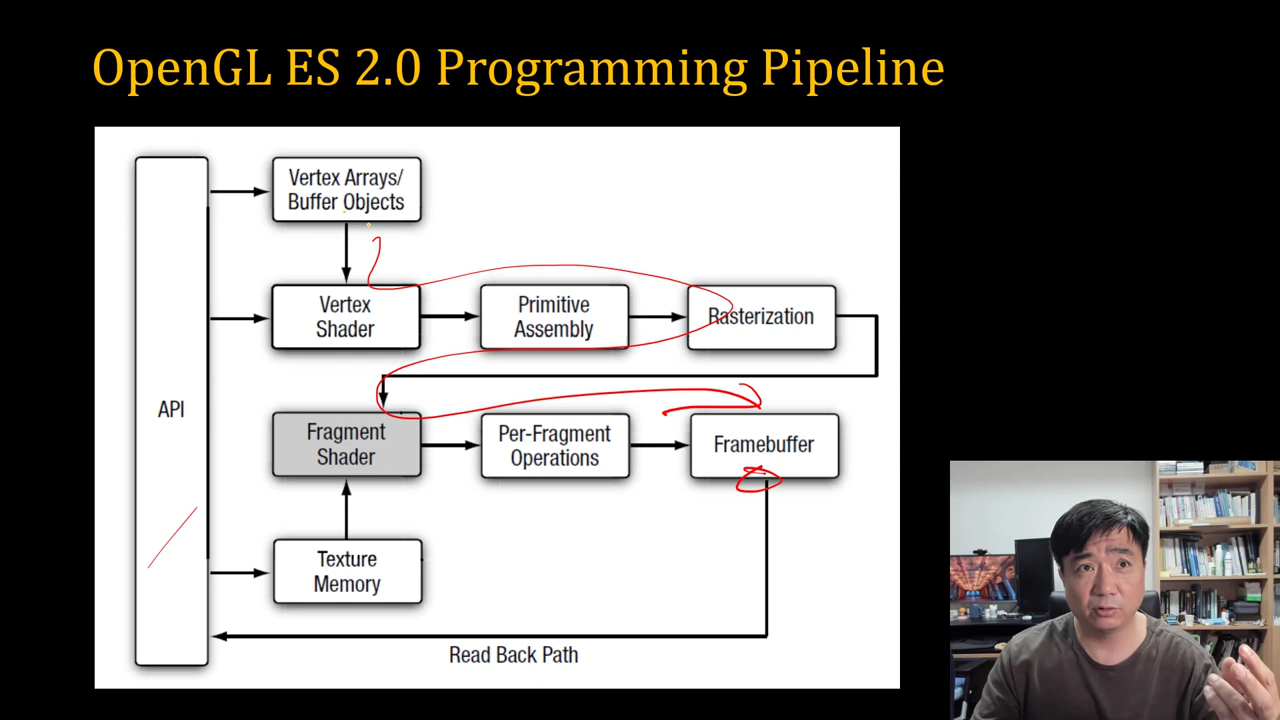 OpenGL ES 2.0 Programming Pipeline
Vertex Arrays/
Buffer Objects
Vertex
Shader
Primitive
Assembly
Rasterization
API
Fragment
Shader
Per-Fragment
Operations
Framebuffer
Texture
Memory
Read Back Path